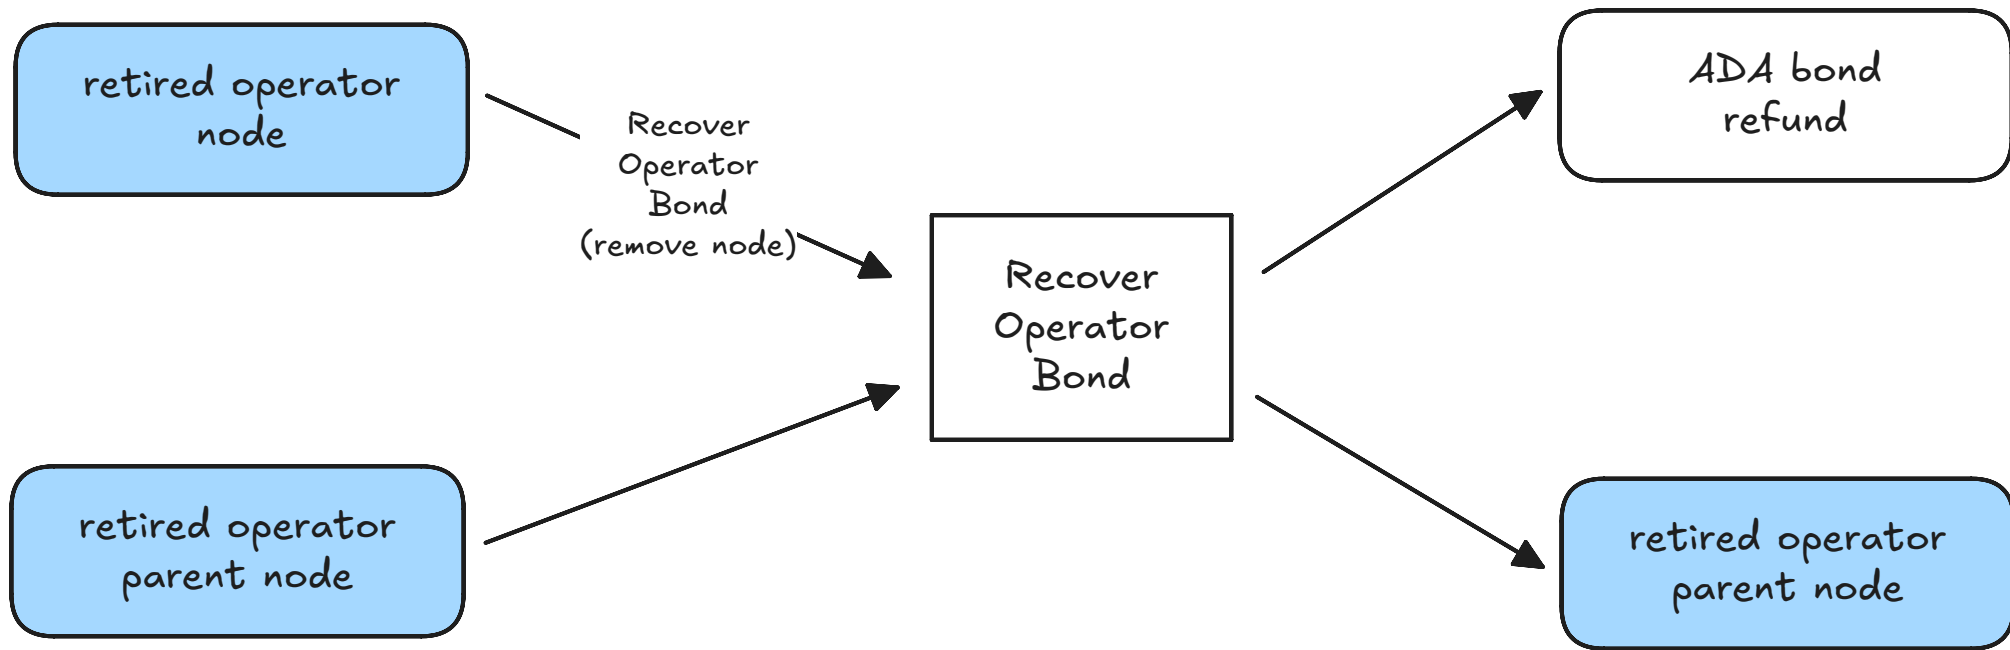 retired operator
node
Recover
Operator
Bond
(remove node)
ADA bond
refund
Recover
Operator
Bond
retired operator
parent node
retired operator
parent node